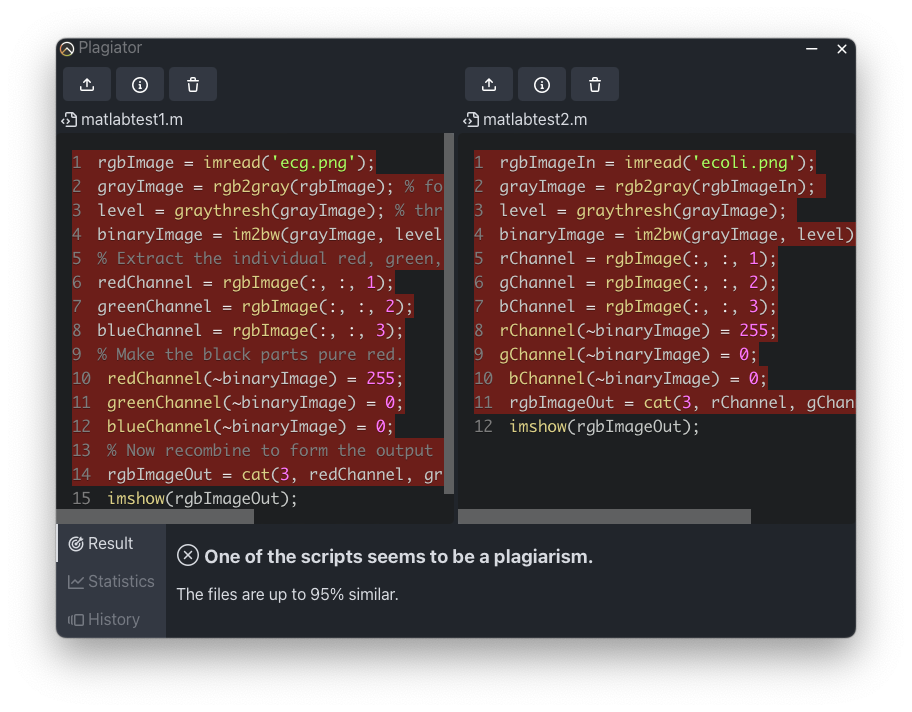 Plagiator
matlabtest1.m
1 rgbImage = imread('ecg.png');
2 grayImage = rgb2gray(rgbImage); % fo
3 level = graythresh(grayImage); % thr
4 binaryImage = im2bw(grayImage, level
5 % Extract the individual red, green,
6 redChannel = rgbImage(:, :, 1);
7 greenChannel = rgbImage(:, :, 2);
8 blueChannel = rgbImage(:, :, 3);
9 % Make the black parts pure red.
10 redChannel(~binaryImage) = 255;
11 greenChannel(~binaryImage) = 0;
12 blueChannel(~binaryImage) = 0;
13 % Now recombine to form the output
14 rgbImageOut = cat(3, redChannel, gr
15 imshow(rgbImageOut);
matlabtest2.m
1 rgbImageIn = imread('ecoli.png');
2 grayImage = rgb2gray(rgbImageIn);
3 level = graythresh(grayImage);
4 binaryImage = im2bw(grayImage, level)
5 rChannel = rgbImage(:, :, 1);
6 gChannel = rgbImage(:, :, 2);
7 bChannel = rgbImage(:, :, 3);
8 rChannel(~binaryImage) = 255;
9 gChannel(~binaryImage) = 0;
10 bChannel(~binaryImage) = 0;
11 rgbImageOut = cat(3, rChannel, gChan
12 imshow(rgbImageOut);
Result
Statistics
History
One of the scripts seems to be a plagiarism.
The files are up to 95% similar.